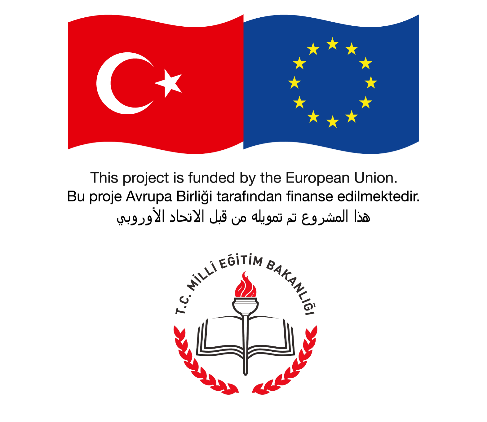 This project is funded by the European Union.
Bu proje Avrupa Birliği tarafından finanse edilmektedir.
هذا المشروع تم تمويله من قبل الاتحاد الأوروبي
T.C. MİLLİ EĞİTİM BAKANLIĞI